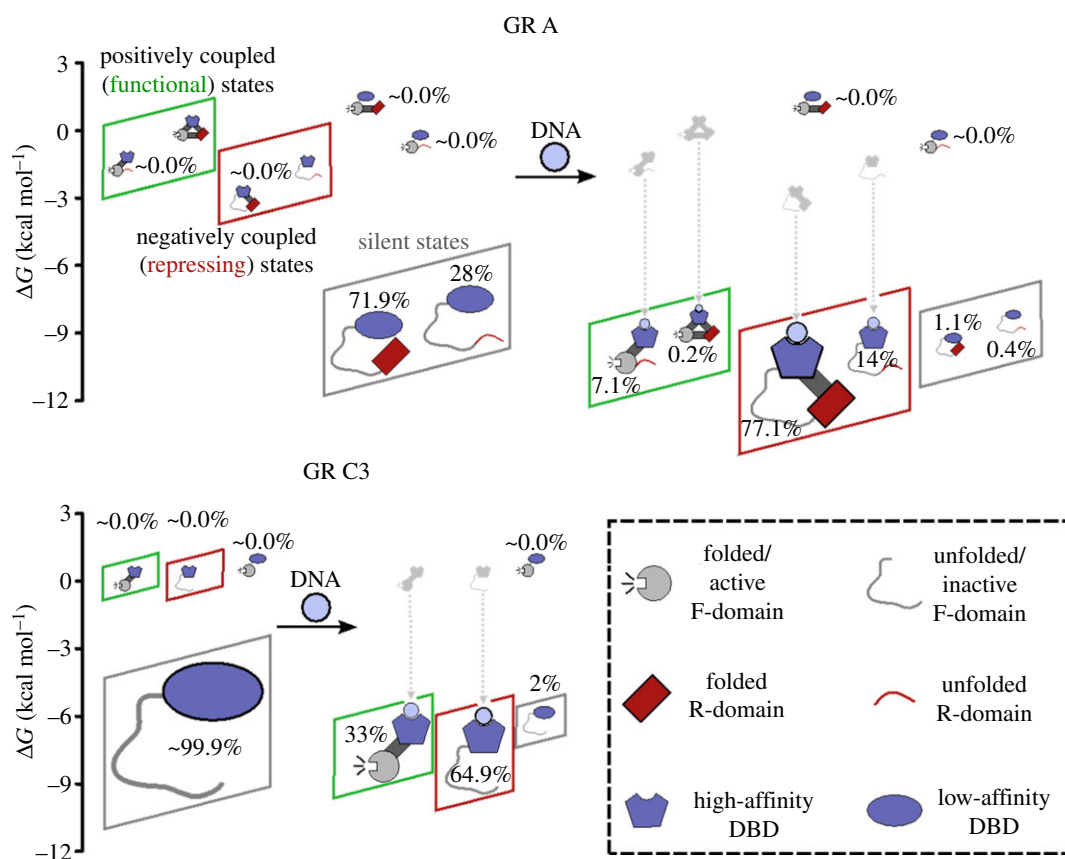 GR A
3
0
−3
−6
−9
−12
ΔG (kcal mol−1)
positively coupled
(functional) states
~0.0%
~0.0%
negatively coupled
(repressing) states
~0.0%
~0.0%
silent states
71.9%
28%
DNA
~0.0%
~0.0%
7.1%
0.2%
77.1%
14%
1.1%
0.4%
GR C3
3
0
−3
−6
−9
−12
ΔG (kcal mol−1)
~0.0%
~0.0%
~0.0%
~99.9%
DNA
~0.0%
33%
64.9%
2%
folded/
active
F-domain
unfolded/
inactive
F-domain
folded
R-domain
unfolded
R-domain
high-affinity
DBD
low-affinity
DBD